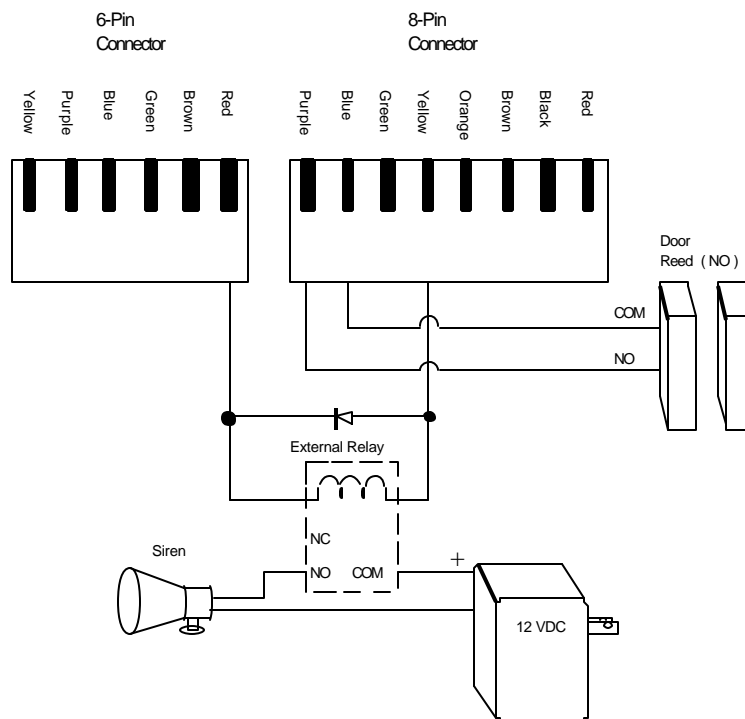 6-Pin
Connector
8-Pin
Connector
Yellow
Purple
Blue
Green
Brown
Red
Purple
Blue
Green
Yellow
Orange
Brown
Black
Red
Door
Reed ( NO )
COM
NO
External Relay
NC
NO COM
+
Siren
12 VDC